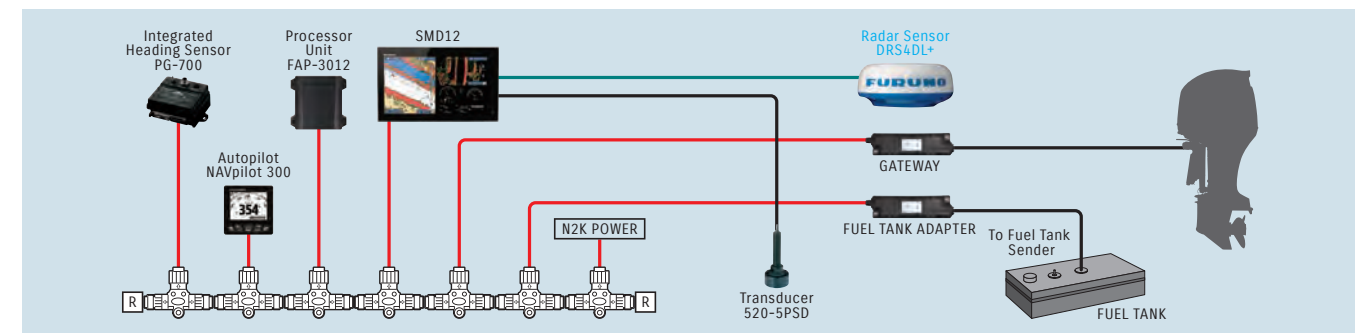 Integrated
Heading Sensor
PG-700
Processor
Unit
FAP-3012
SMD12
Radar Sensor
DRS4DL+
FURUNO
Autopilot
NAVpilot 300
354
GATEWAY
N2K POWER
FUEL TANK ADAPTER
To Fuel Tank
Sender
R
R
Transducer
520-5PSD
FUEL TANK